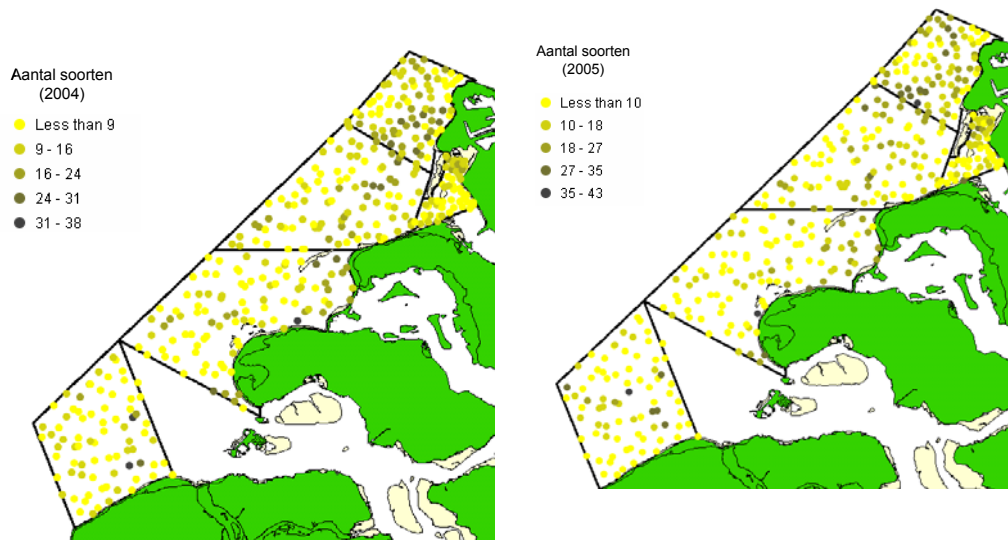 Aantal soorten
(2004)
Less than 9
9 - 16
16 - 24
24 - 31
31 - 38
Aantal soorten
(2005)
Less than 10
10 - 18
18 - 27
27 - 35
35 - 43